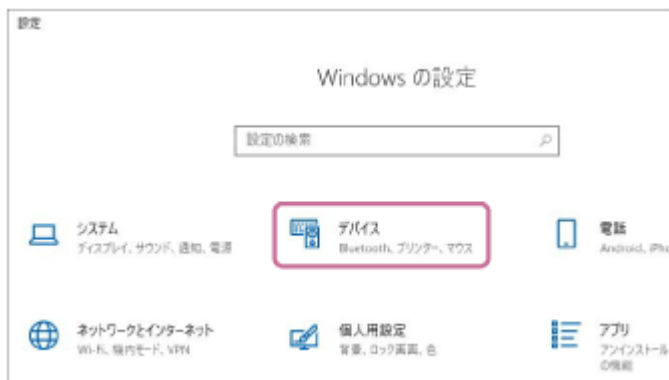 設定
Windows の設定
設定の検索
システム
ディスプレイ、サウンド、通知、電源
デバイス
Bluetooth、プリンター、マウス
電話
Android、iPho
ネットワークとインターネット
Wi-Fi、機内モード、VPN
個人用設定
背景、ロック画面、色
アプリ
アンインストール
の機能